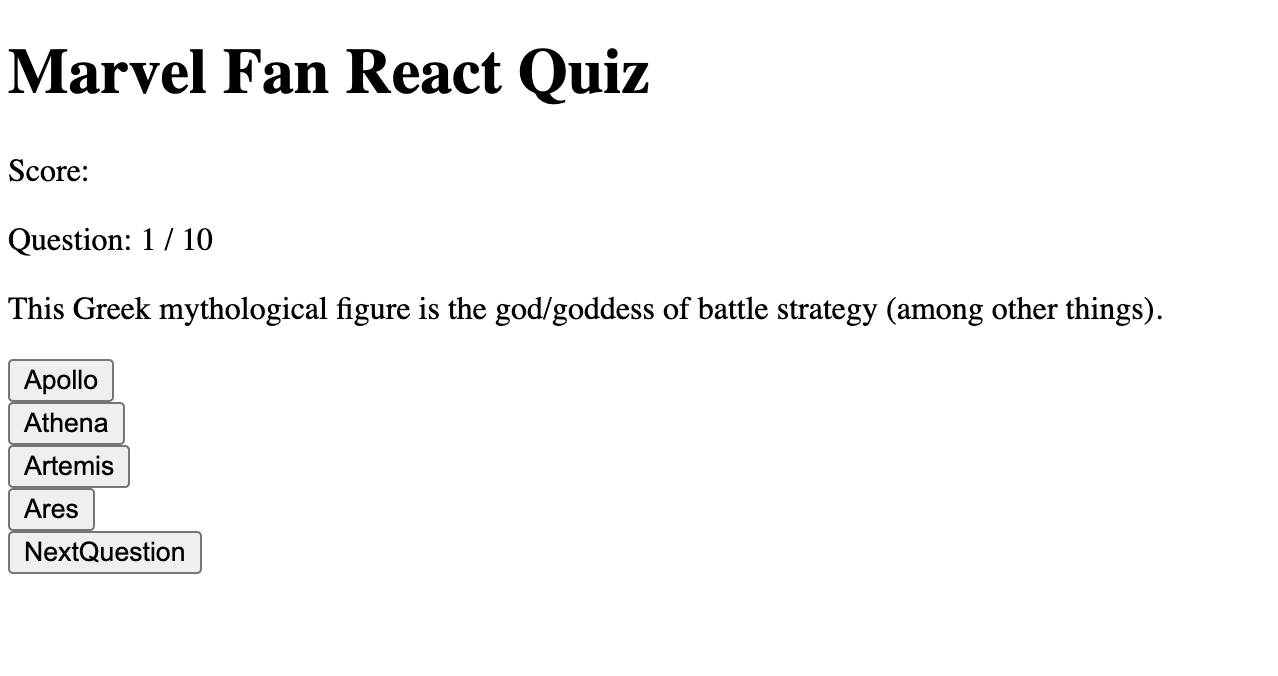 Marvel Fan React Quiz
Score:
Question: 1 / 10
This Greek mythological figure is the god/goddess of battle strategy (among other things).
Apollo
Athena
Artemis
Ares
NextQuestion